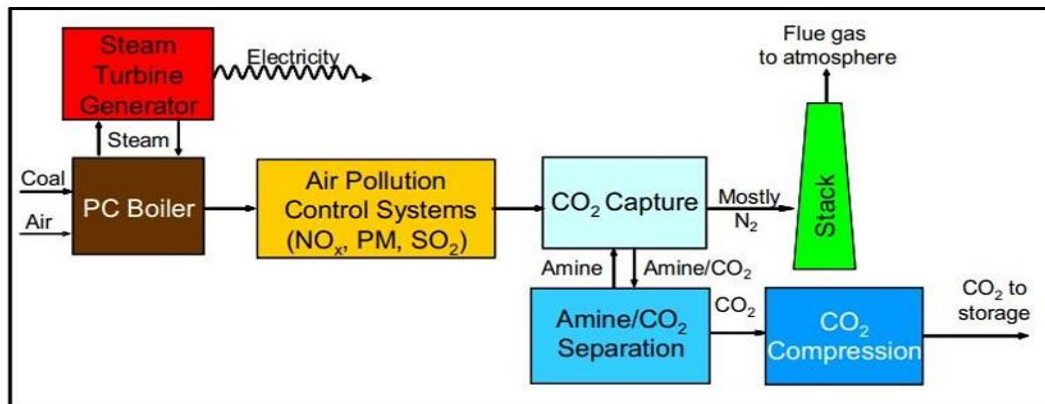 Steam
Turbine
Generator
Electricity
Flue gas
to atmosphere
Steam
Coal
Air
PC Boiler
Air Pollution
Control Systems
(NOₓ, PM, SO₂)
CO₂ Capture
Mostly
N₂
Stack
Amine
Amine/CO₂
Amine/CO₂
Separation
CO₂
CO₂
Compression
CO₂ to
storage